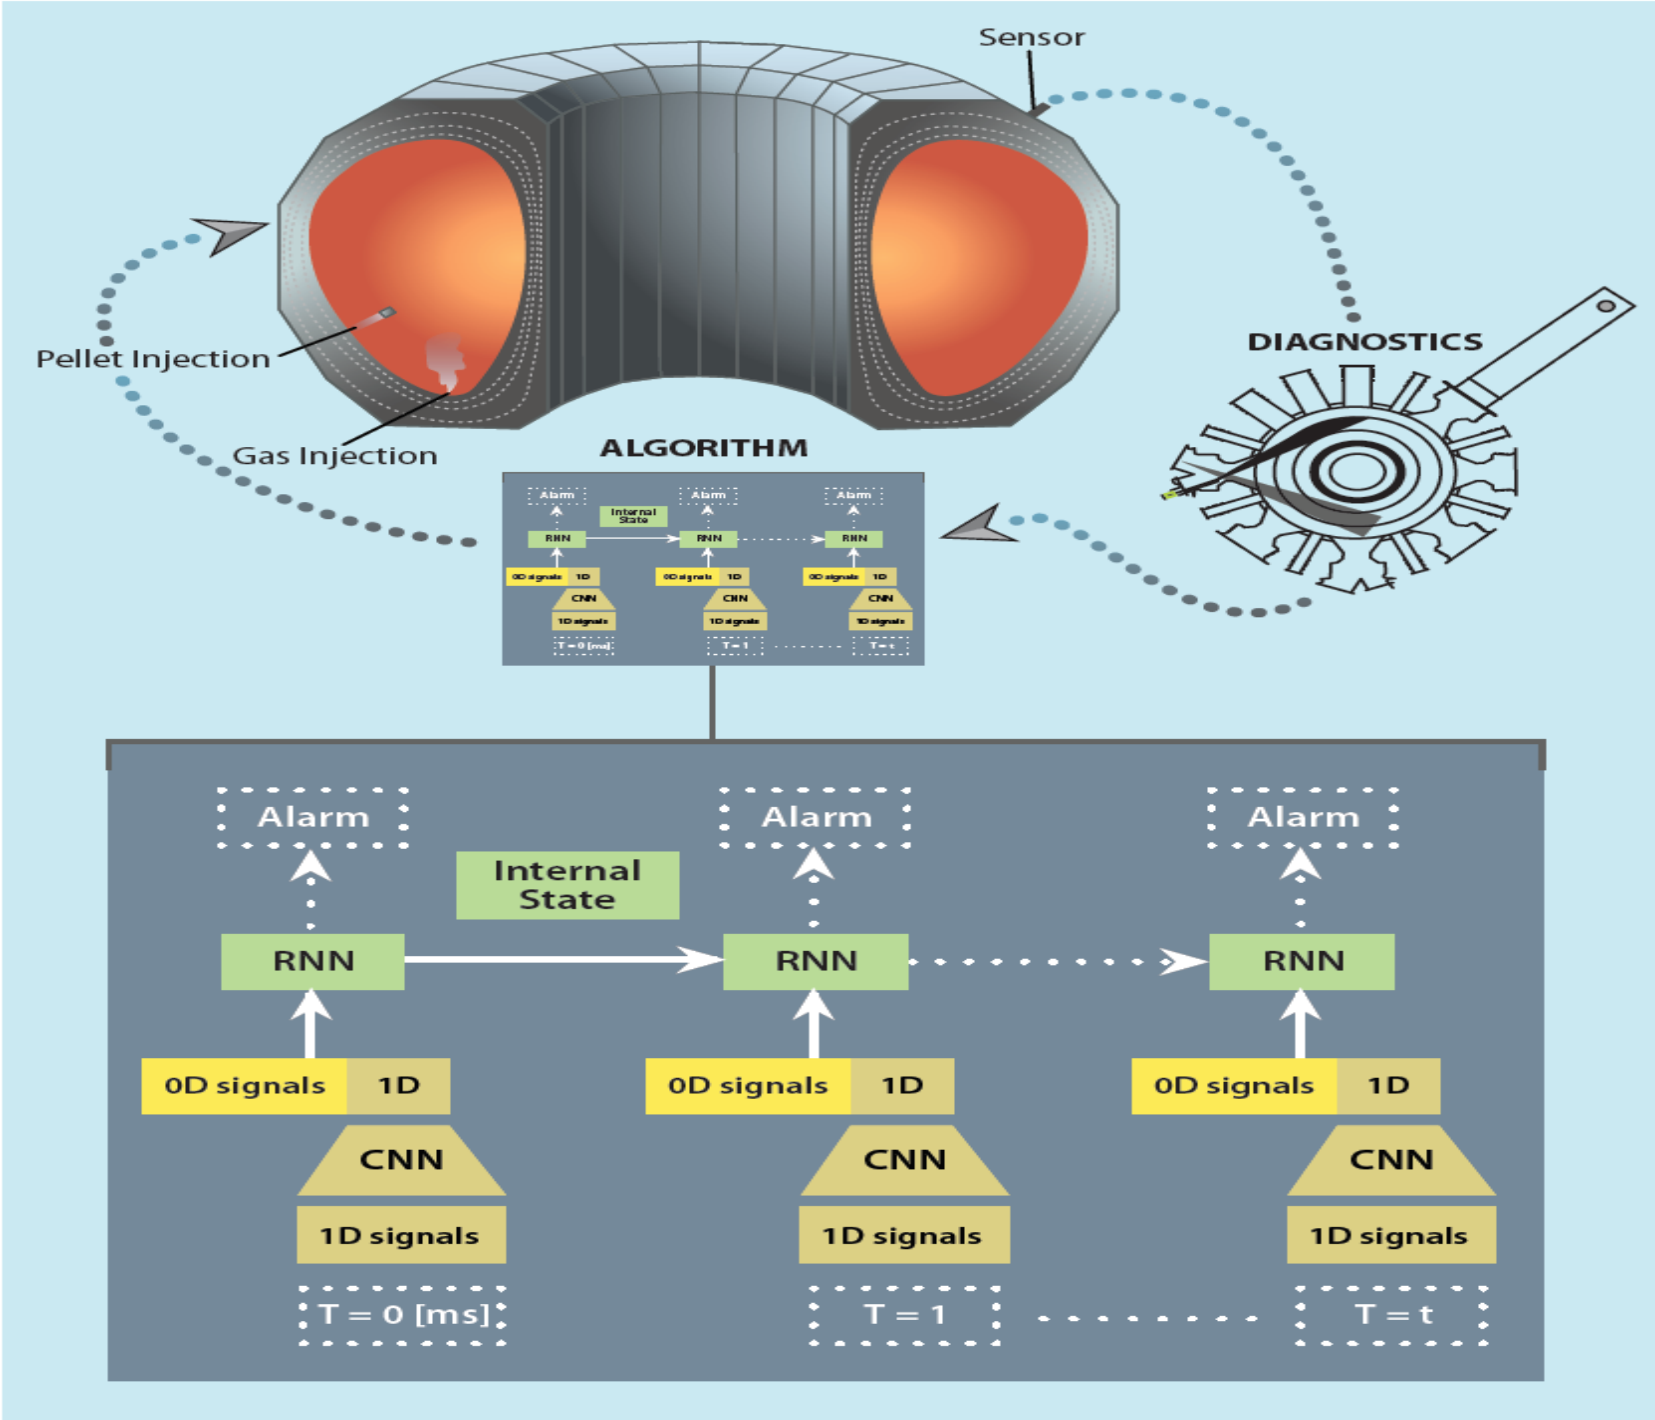 Sensor
DIAGNOSTICS
Pellet Injection
Gas Injection
ALGORITHM
Alarm Alarm Alarm
Internal
State
RNN RNN RNN
0D signals 1D 0D signals 1D 0D signals 1D
CNN CNN CNN
1D signals 1D signals 1D signals
T = 0 [ms] T = 1 T = t
Alarm Alarm Alarm
Internal
State
RNN RNN RNN
0D signals 1D 0D signals 1D 0D signals 1D
CNN CNN CNN
1D signals 1D signals 1D signals
T = 0 [ms] T = 1 T = t